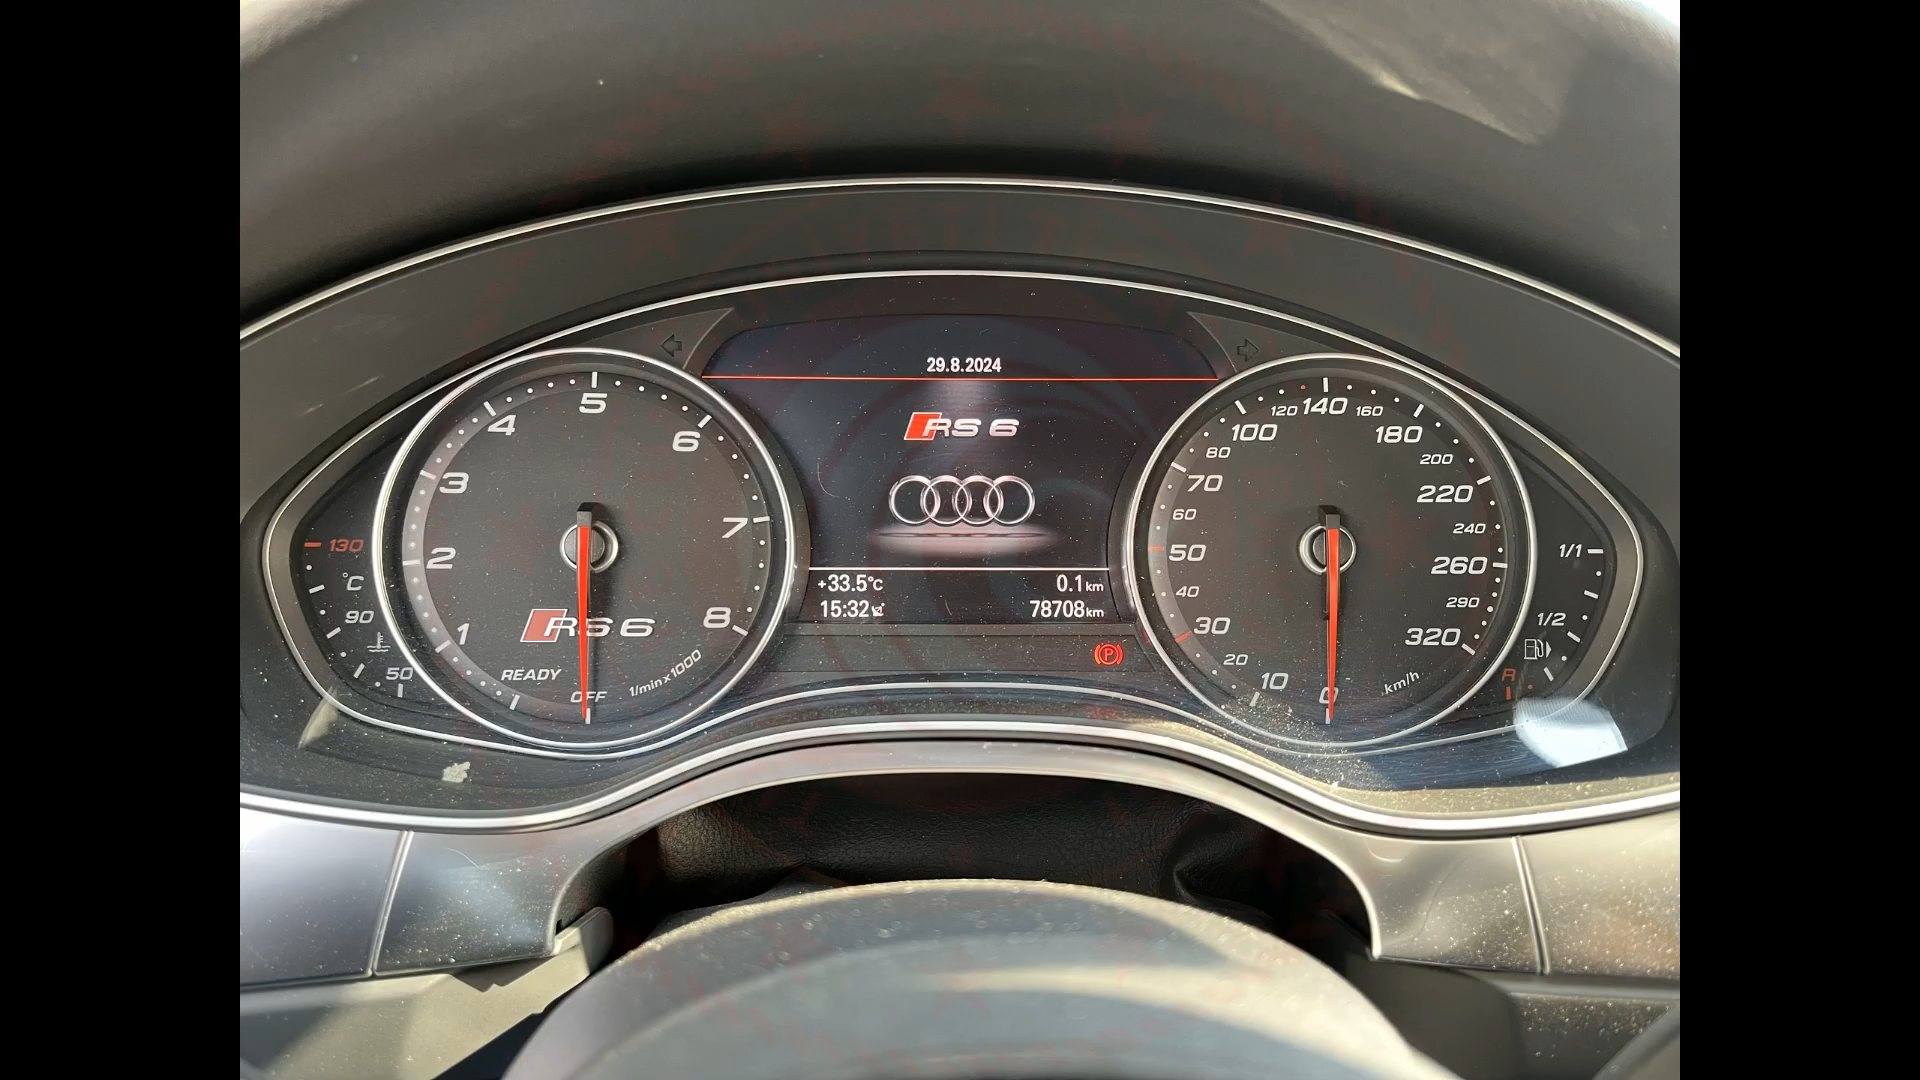 29.8.2024
RS 6
+33.5°C
0.1 km
15:32
78708 km
1
2
3
4
5
6
7
8
RS 6
READY
OFF
1/min x 1000
130
°C
90
50
0
10
20
30
40
50
60
70
80
100
120
140
160
180
200
220
240
260
290
320
km/h
1/1
1/2
R
P